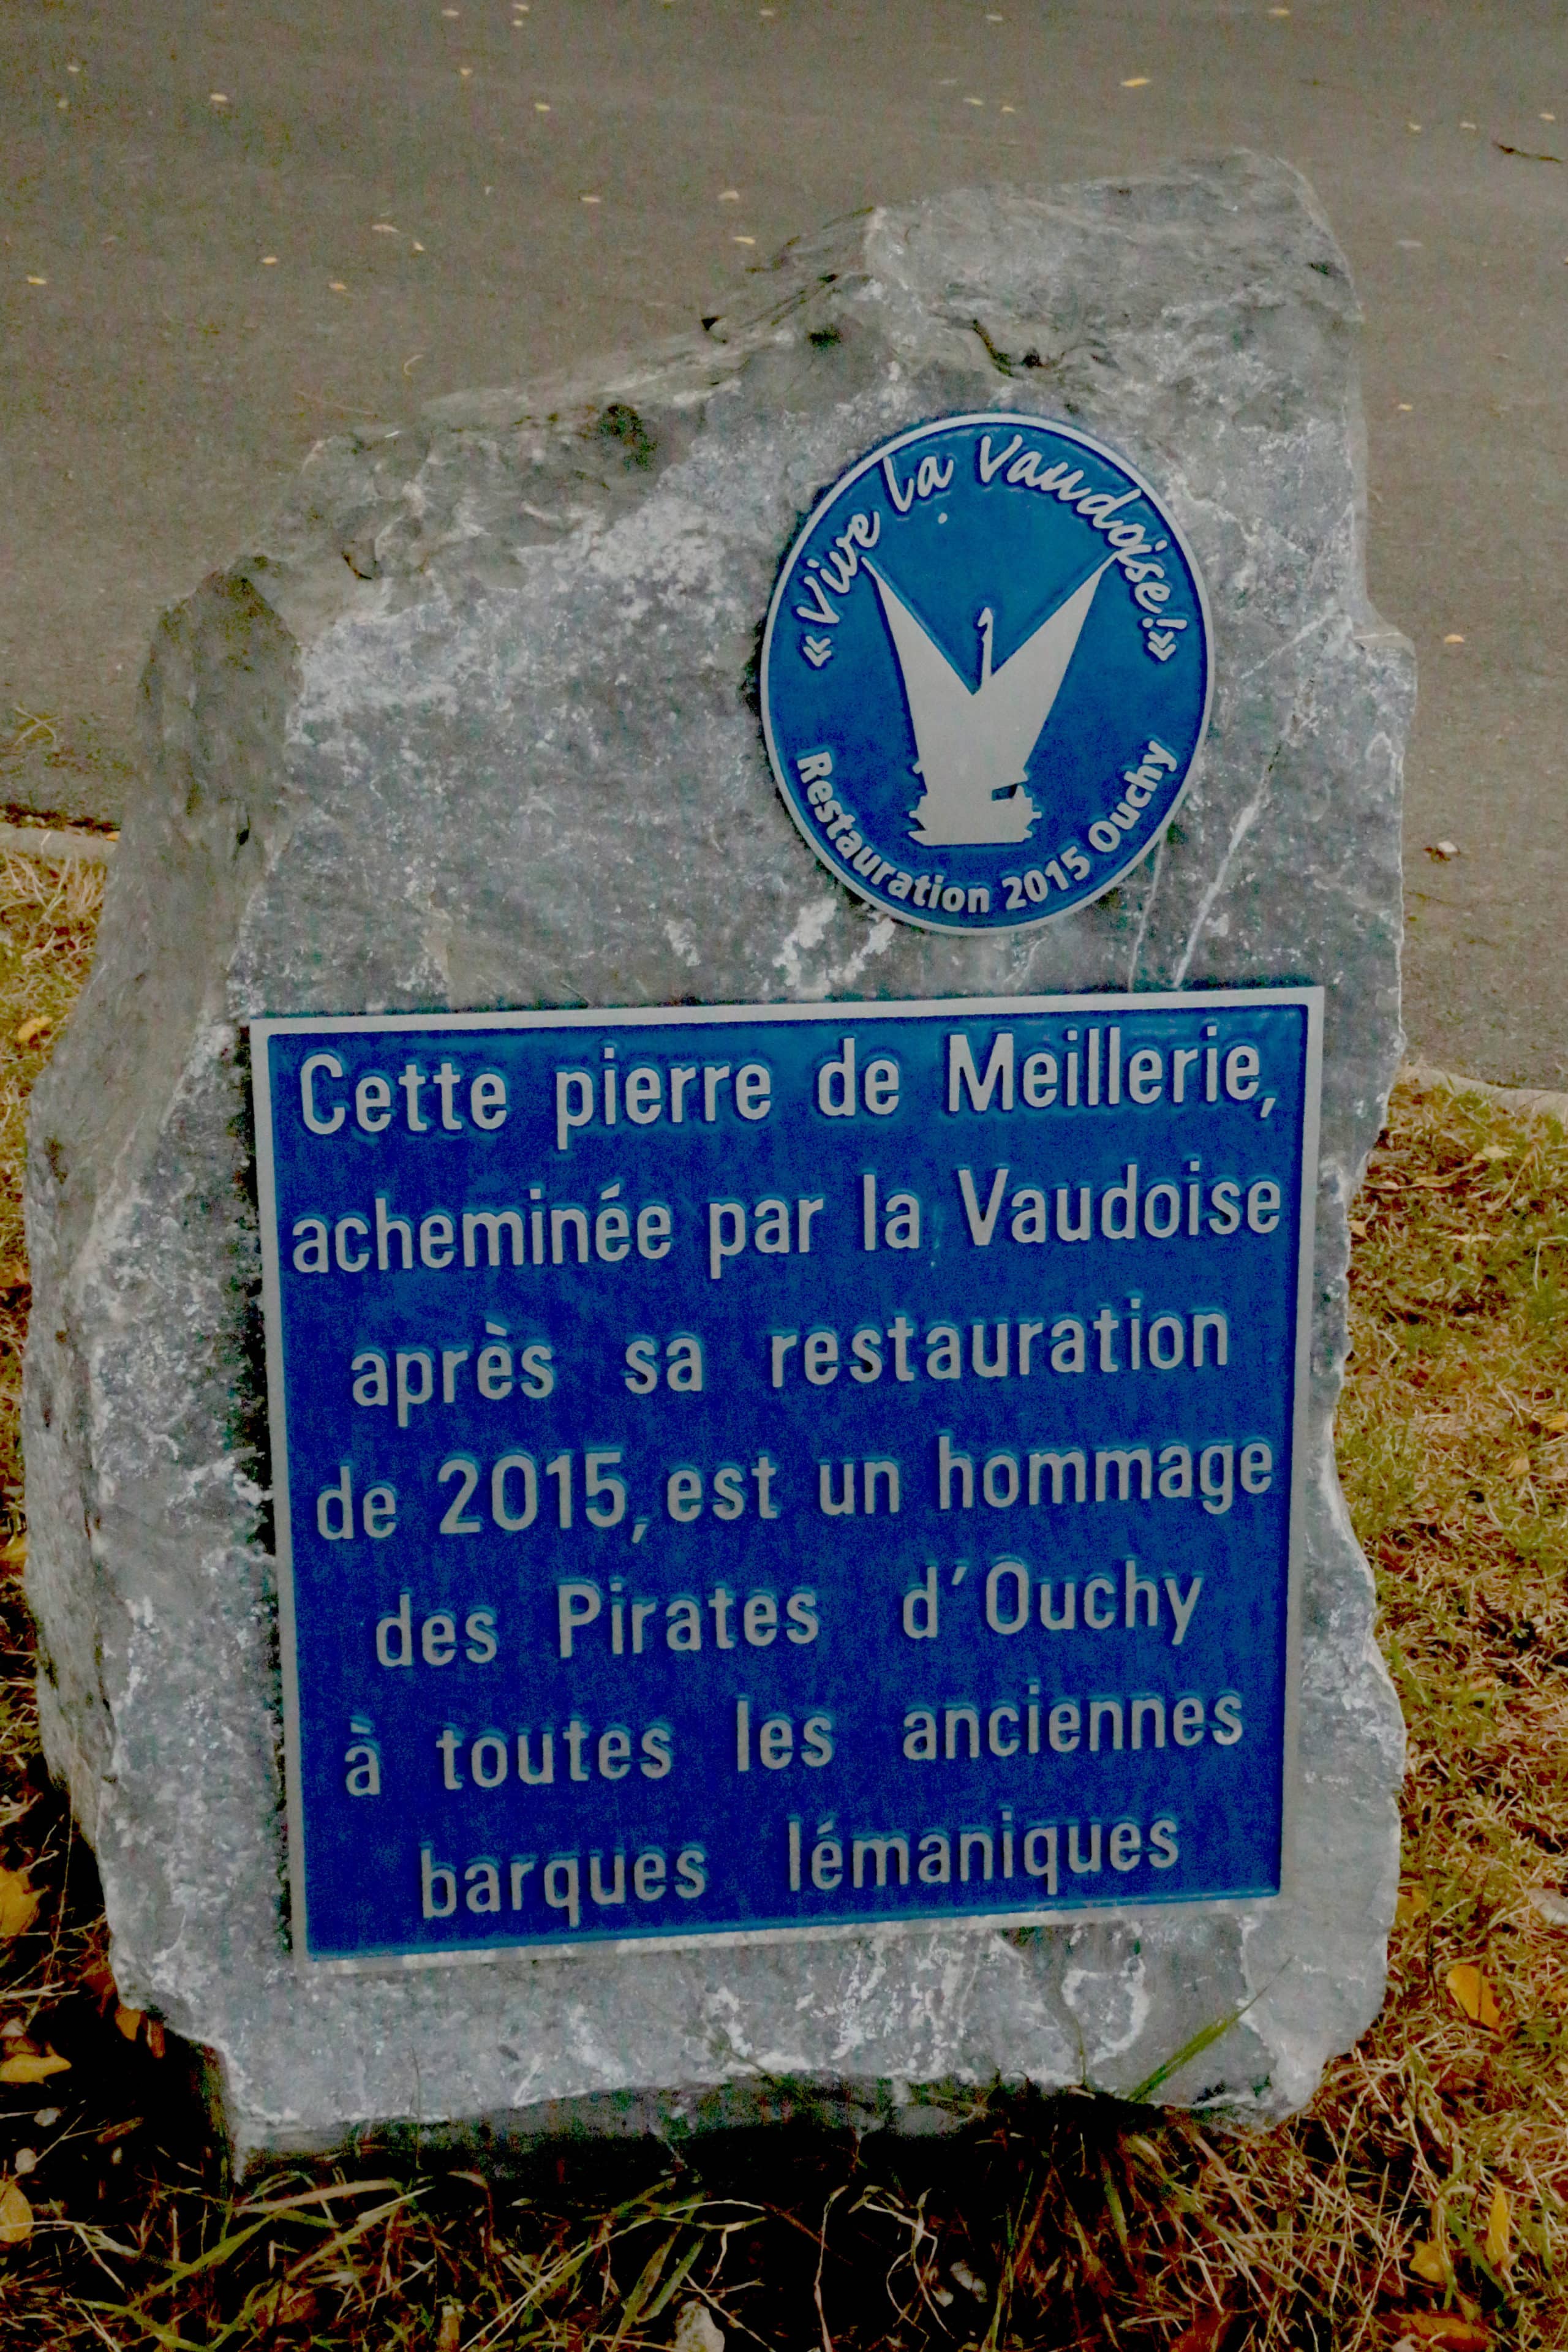 «Vive la Vaudoise!«
Restauration 2015 Ouchy
Cette pierre de Meillerie,
acheminée par la Vaudoise
après sa restauration
de 2015, est un hommage
des Pirates d'Ouchy
à toutes les anciennes
barques lémaniques